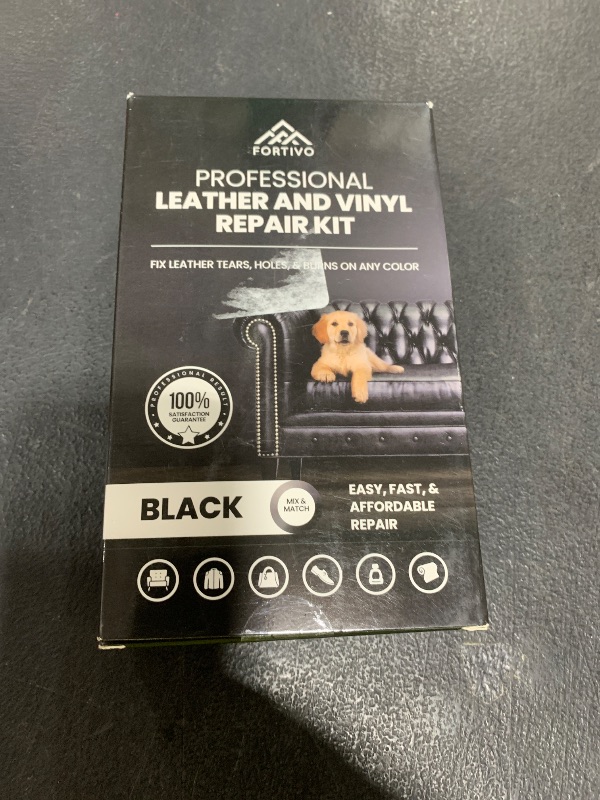 FORTIVO
PROFESSIONAL
LEATHER AND VINYL
REPAIR KIT
FIX LEATHER TEARS, HOLES, & BURNS ON ANY COLOR
PROFESSIONAL RESULT
100%
SATISFACTION
GUARANTEE
BLACK
MIX &
MATCH
EASY, FAST, &
AFFORDABLE
REPAIR